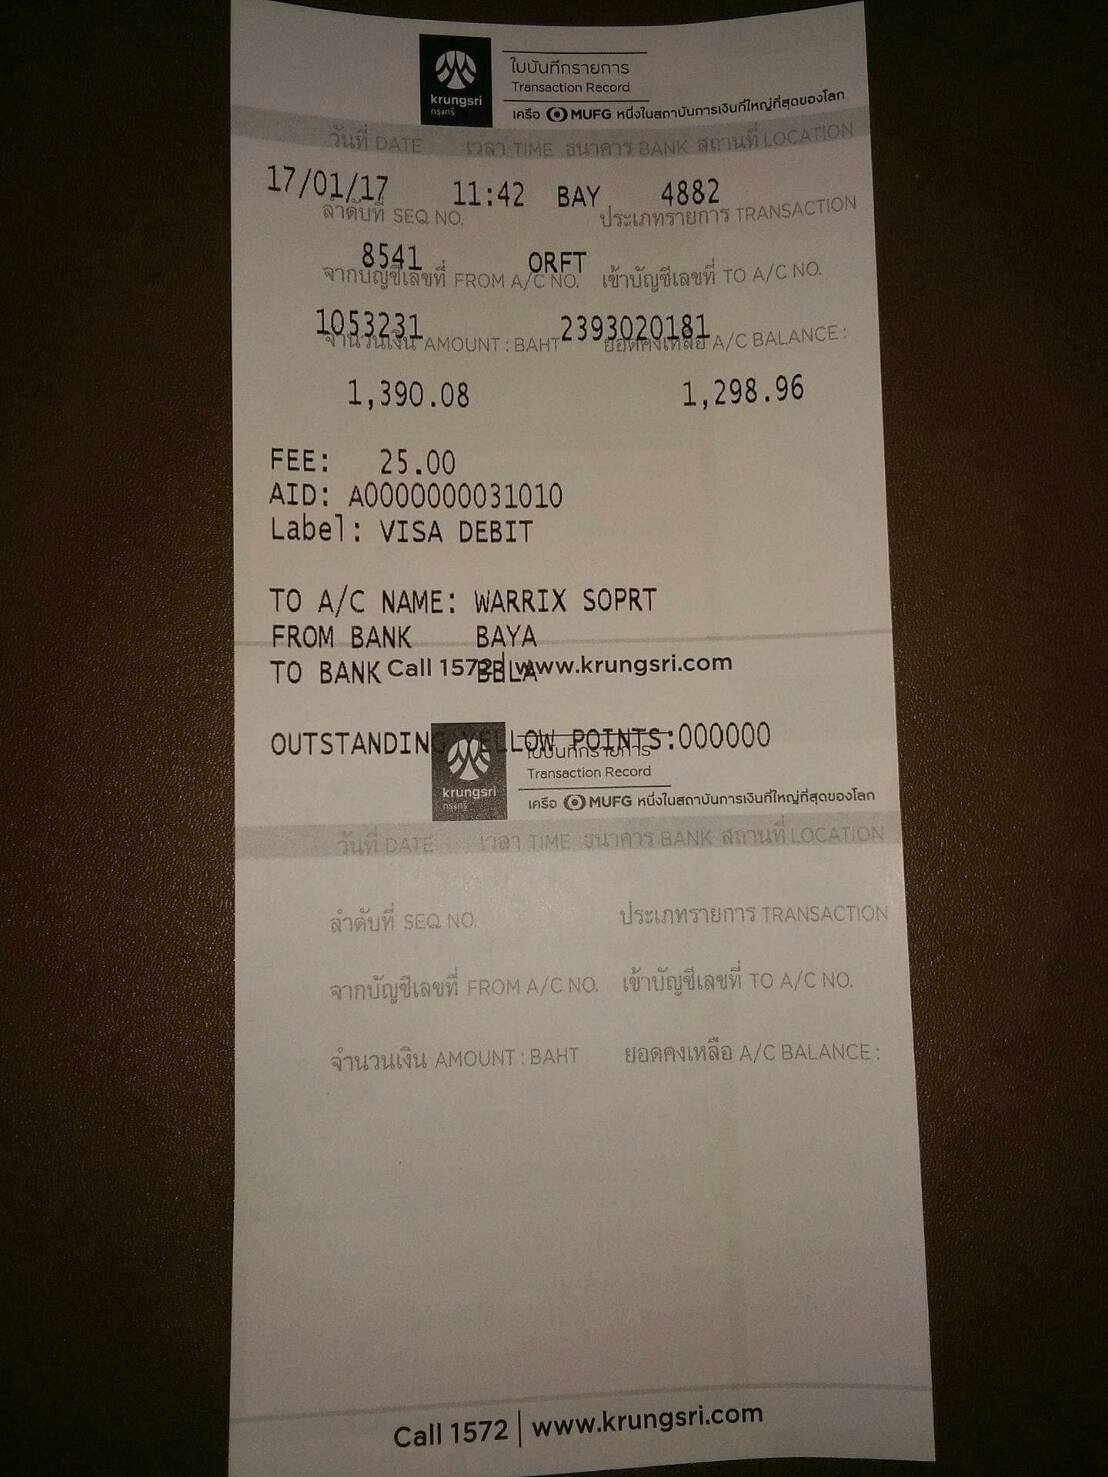 krungsri
กรุงศรี
ใบบันทึกรายการ
Transaction Record
เครือ MUFG หนึ่งในสถาบันการเงินที่ใหญ่ที่สุดของโลก
วันที่ DATE เวลา TIME ธนาคาร BANK สถานที่ LOCATION
17/01/17 11:42 BAY 4882
ลำดับที่ SEQ NO. ประเภทรายการ TRANSACTION
8541 ORFT
จากบัญชีเลขที่ FROM A/C NO. เข้าบัญชีเลขที่ TO A/C NO.
1053231 2393020181
จำนวนเงิน AMOUNT : BAHT ยอดคงเหลือ A/C BALANCE :
1,390.08 1,298.96
FEE: 25.00
AID: A0000000031010
Label: VISA DEBIT
TO A/C NAME: WARRIX SOPRT
FROM BANK BAYA
TO BANK BBLA
Call 1572 | www.krungsri.com
OUTSTANDING YELLOW POINTS:000000
krungsri
กรุงศรี
ใบบันทึกรายการ
Transaction Record
เครือ MUFG หนึ่งในสถาบันการเงินที่ใหญ่ที่สุดของโลก
วันที่ DATE เวลา TIME ธนาคาร BANK สถานที่ LOCATION
ลำดับที่ SEQ NO. ประเภทรายการ TRANSACTION
จากบัญชีเลขที่ FROM A/C NO. เข้าบัญชีเลขที่ TO A/C NO.
จำนวนเงิน AMOUNT : BAHT ยอดคงเหลือ A/C BALANCE :
Call 1572 | www.krungsri.com